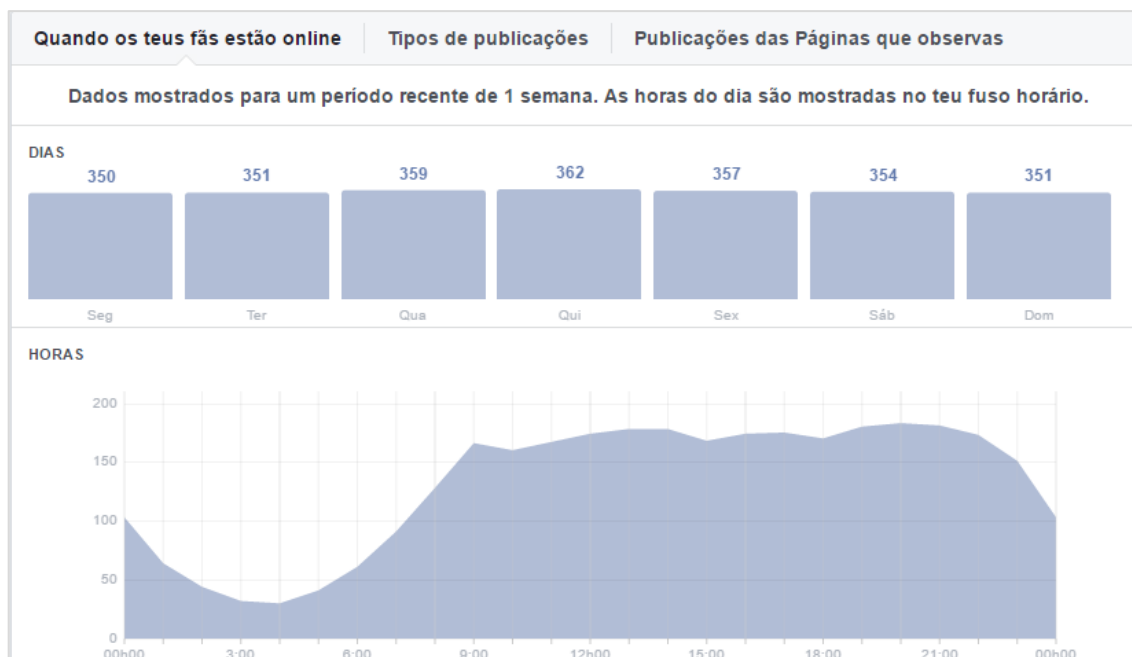 Quando os teus fãs estão online Tipos de publicações Publicações das Páginas que observas
Dados mostrados para um período recente de 1 semana. As horas do dia são mostradas no teu fuso horário.
DIAS
350 351 359 362 357 354 351
Seg Ter Qua Qui Sex Sáb Dom
HORAS
200
150
100
50
0
00h00 3:00 6:00 9:00 12h00 15:00 18:00 21:00 00h00